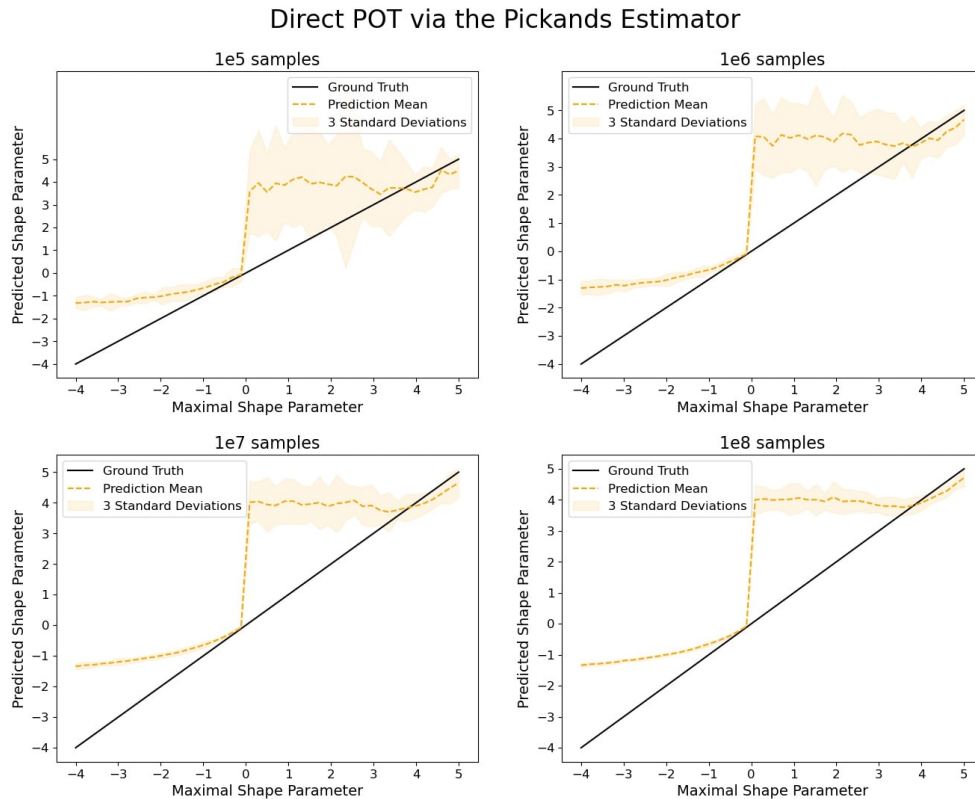 Direct POT via the Pickands Estimator
1e5 samples
Ground Truth
Prediction Mean
3 Standard Deviations
Predicted Shape Parameter
5
4
3
2
1
0
−1
−2
−3
−4
−4 −3 −2 −1 0 1 2 3 4 5
Maximal Shape Parameter
1e6 samples
Ground Truth
Prediction Mean
3 Standard Deviations
Predicted Shape Parameter
5
4
3
2
1
0
−1
−2
−3
−4
−4 −3 −2 −1 0 1 2 3 4 5
Maximal Shape Parameter
1e7 samples
Ground Truth
Prediction Mean
3 Standard Deviations
Predicted Shape Parameter
5
4
3
2
1
0
−1
−2
−3
−4
−4 −3 −2 −1 0 1 2 3 4 5
Maximal Shape Parameter
1e8 samples
Ground Truth
Prediction Mean
3 Standard Deviations
Predicted Shape Parameter
5
4
3
2
1
0
−1
−2
−3
−4
−4 −3 −2 −1 0 1 2 3 4 5
Maximal Shape Parameter